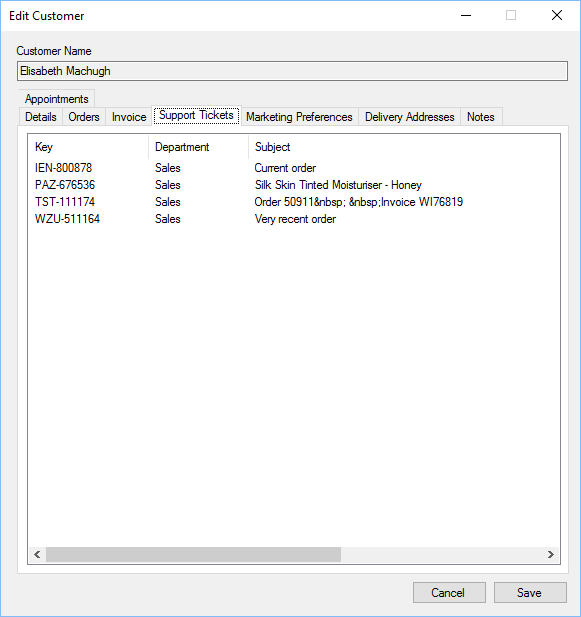 Edit Customer
Customer Name
Elisabeth Machugh
Appointments
Details Orders Invoice Support Tickets Marketing Preferences Delivery Addresses Notes
Key Department Subject
IEN-800878 Sales Current order
PAZ-676536 Sales Silk Skin Tinted Moisturiser - Honey
TST-111174 Sales Order 50911&nbsp; &nbsp;Invoice WI76819
WZU-511164 Sales Very recent order
Cancel Save